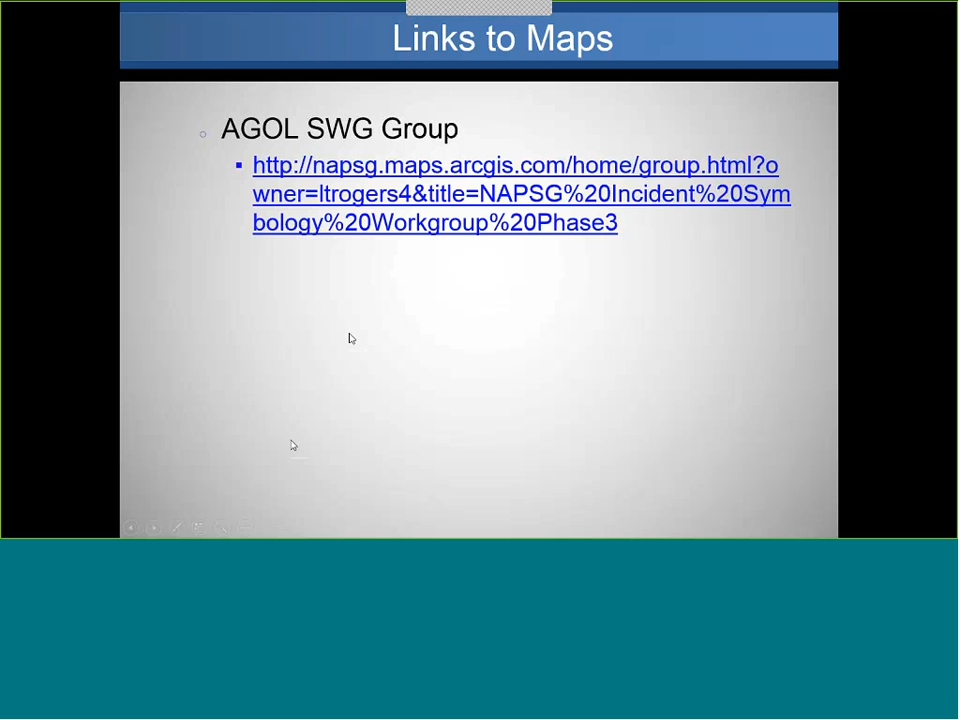 Links to Maps
AGOL SWG Group
http://napsg.maps.arcgis.com/home/group.html?o
wner=ltrogers4&title=NAPSG%20Incident%20Sym
bology%20Workgroup%20Phase3